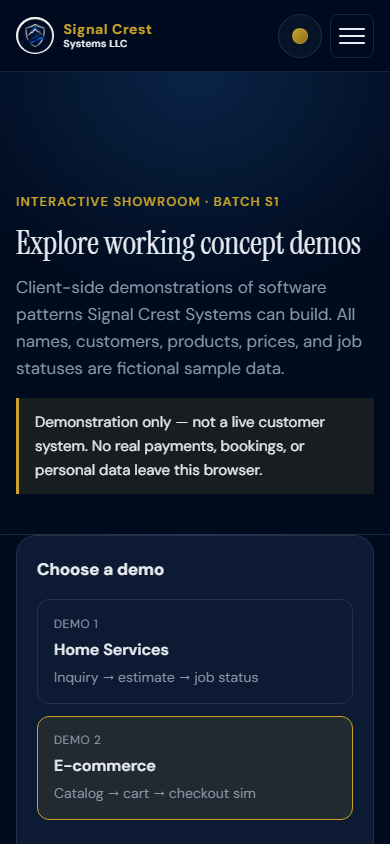 Signal Crest
Systems LLC
INTERACTIVE SHOWROOM · BATCH S1
Explore working concept demos
Client-side demonstrations of software
patterns Signal Crest Systems can build. All
names, customers, products, prices, and job
statuses are fictional sample data.
Demonstration only — not a live customer
system. No real payments, bookings, or
personal data leave this browser.
Choose a demo
DEMO 1
Home Services
Inquiry → estimate → job status
DEMO 2
E-commerce
Catalog → cart → checkout sim